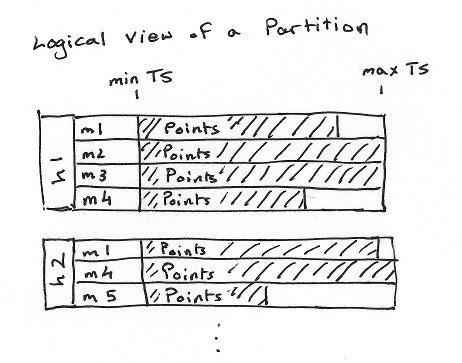 Logical view of a Partition
min TS max TS
h1
m1 Points
m2 Points
m3 Points
m4 Points
h2
m1 Points
m4 Points
m5 Points